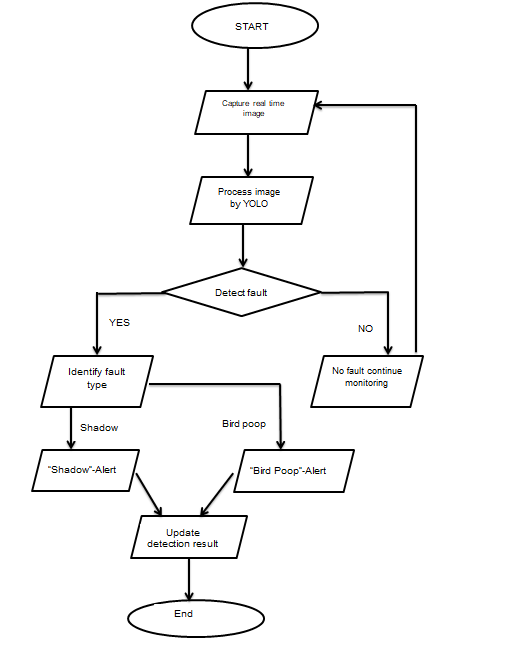 START
Capture real time
image
Process image
by YOLO
Detect fault
YES
NO
Identify fault
type
No fault continue
monitoring
Shadow
Bird poop
"Shadow"-Alert
"Bird Poop"-Alert
Update
detection result
End